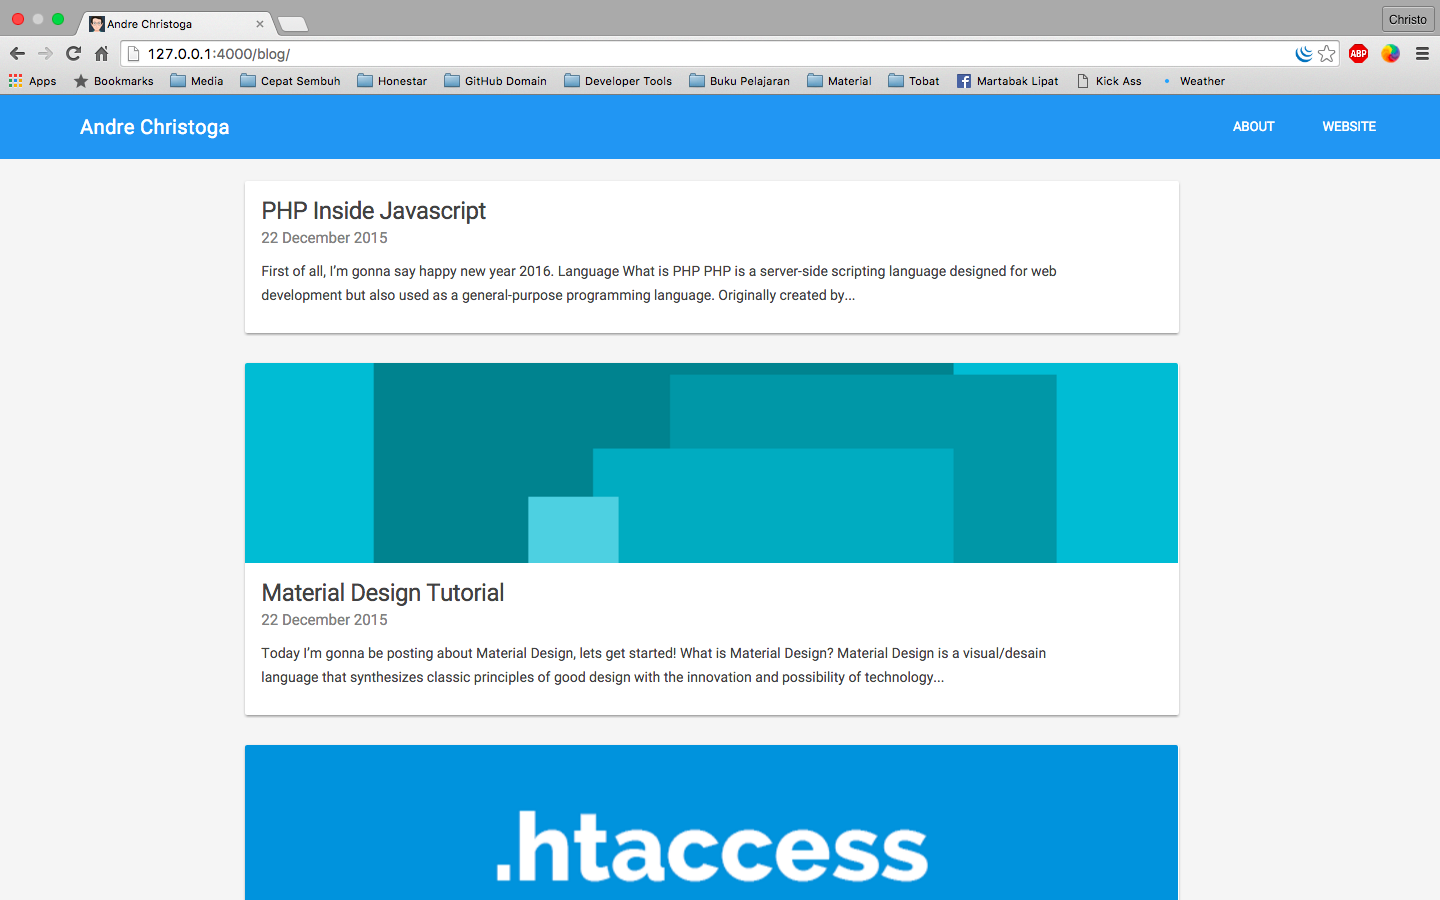 Andre Christoga
Christo
127.0.0.1:4000/blog/
ABP
Apps Bookmarks Media Cepat Sembuh Honestar GitHub Domain Developer Tools Buku Pelajaran Material Tobat Martabak Lipat Kick Ass Weather
Andre Christoga ABOUT WEBSITE
PHP Inside Javascript
22 December 2015
First of all, I'm gonna say happy new year 2016. Language What is PHP PHP is a server-side scripting language designed for web
development but also used as a general-purpose programming language. Originally created by...
Material Design Tutorial
22 December 2015
Today I'm gonna be posting about Material Design, lets get started! What is Material Design? Material Design is a visual/desain
language that synthesizes classic principles of good design with the innovation and possibility of technology...
.htaccess